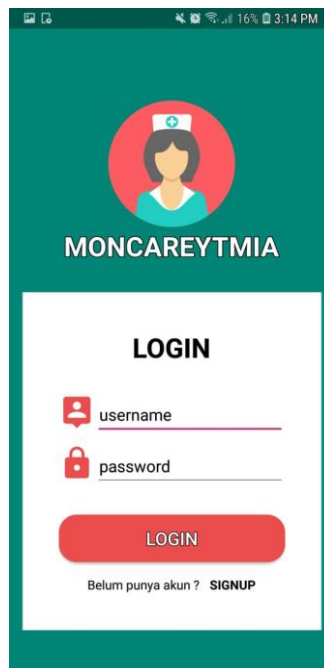 16% 3:14 PM
MONCAREYTMIA
LOGIN
username
password
LOGIN
Belum punya akun ? SIGNUP